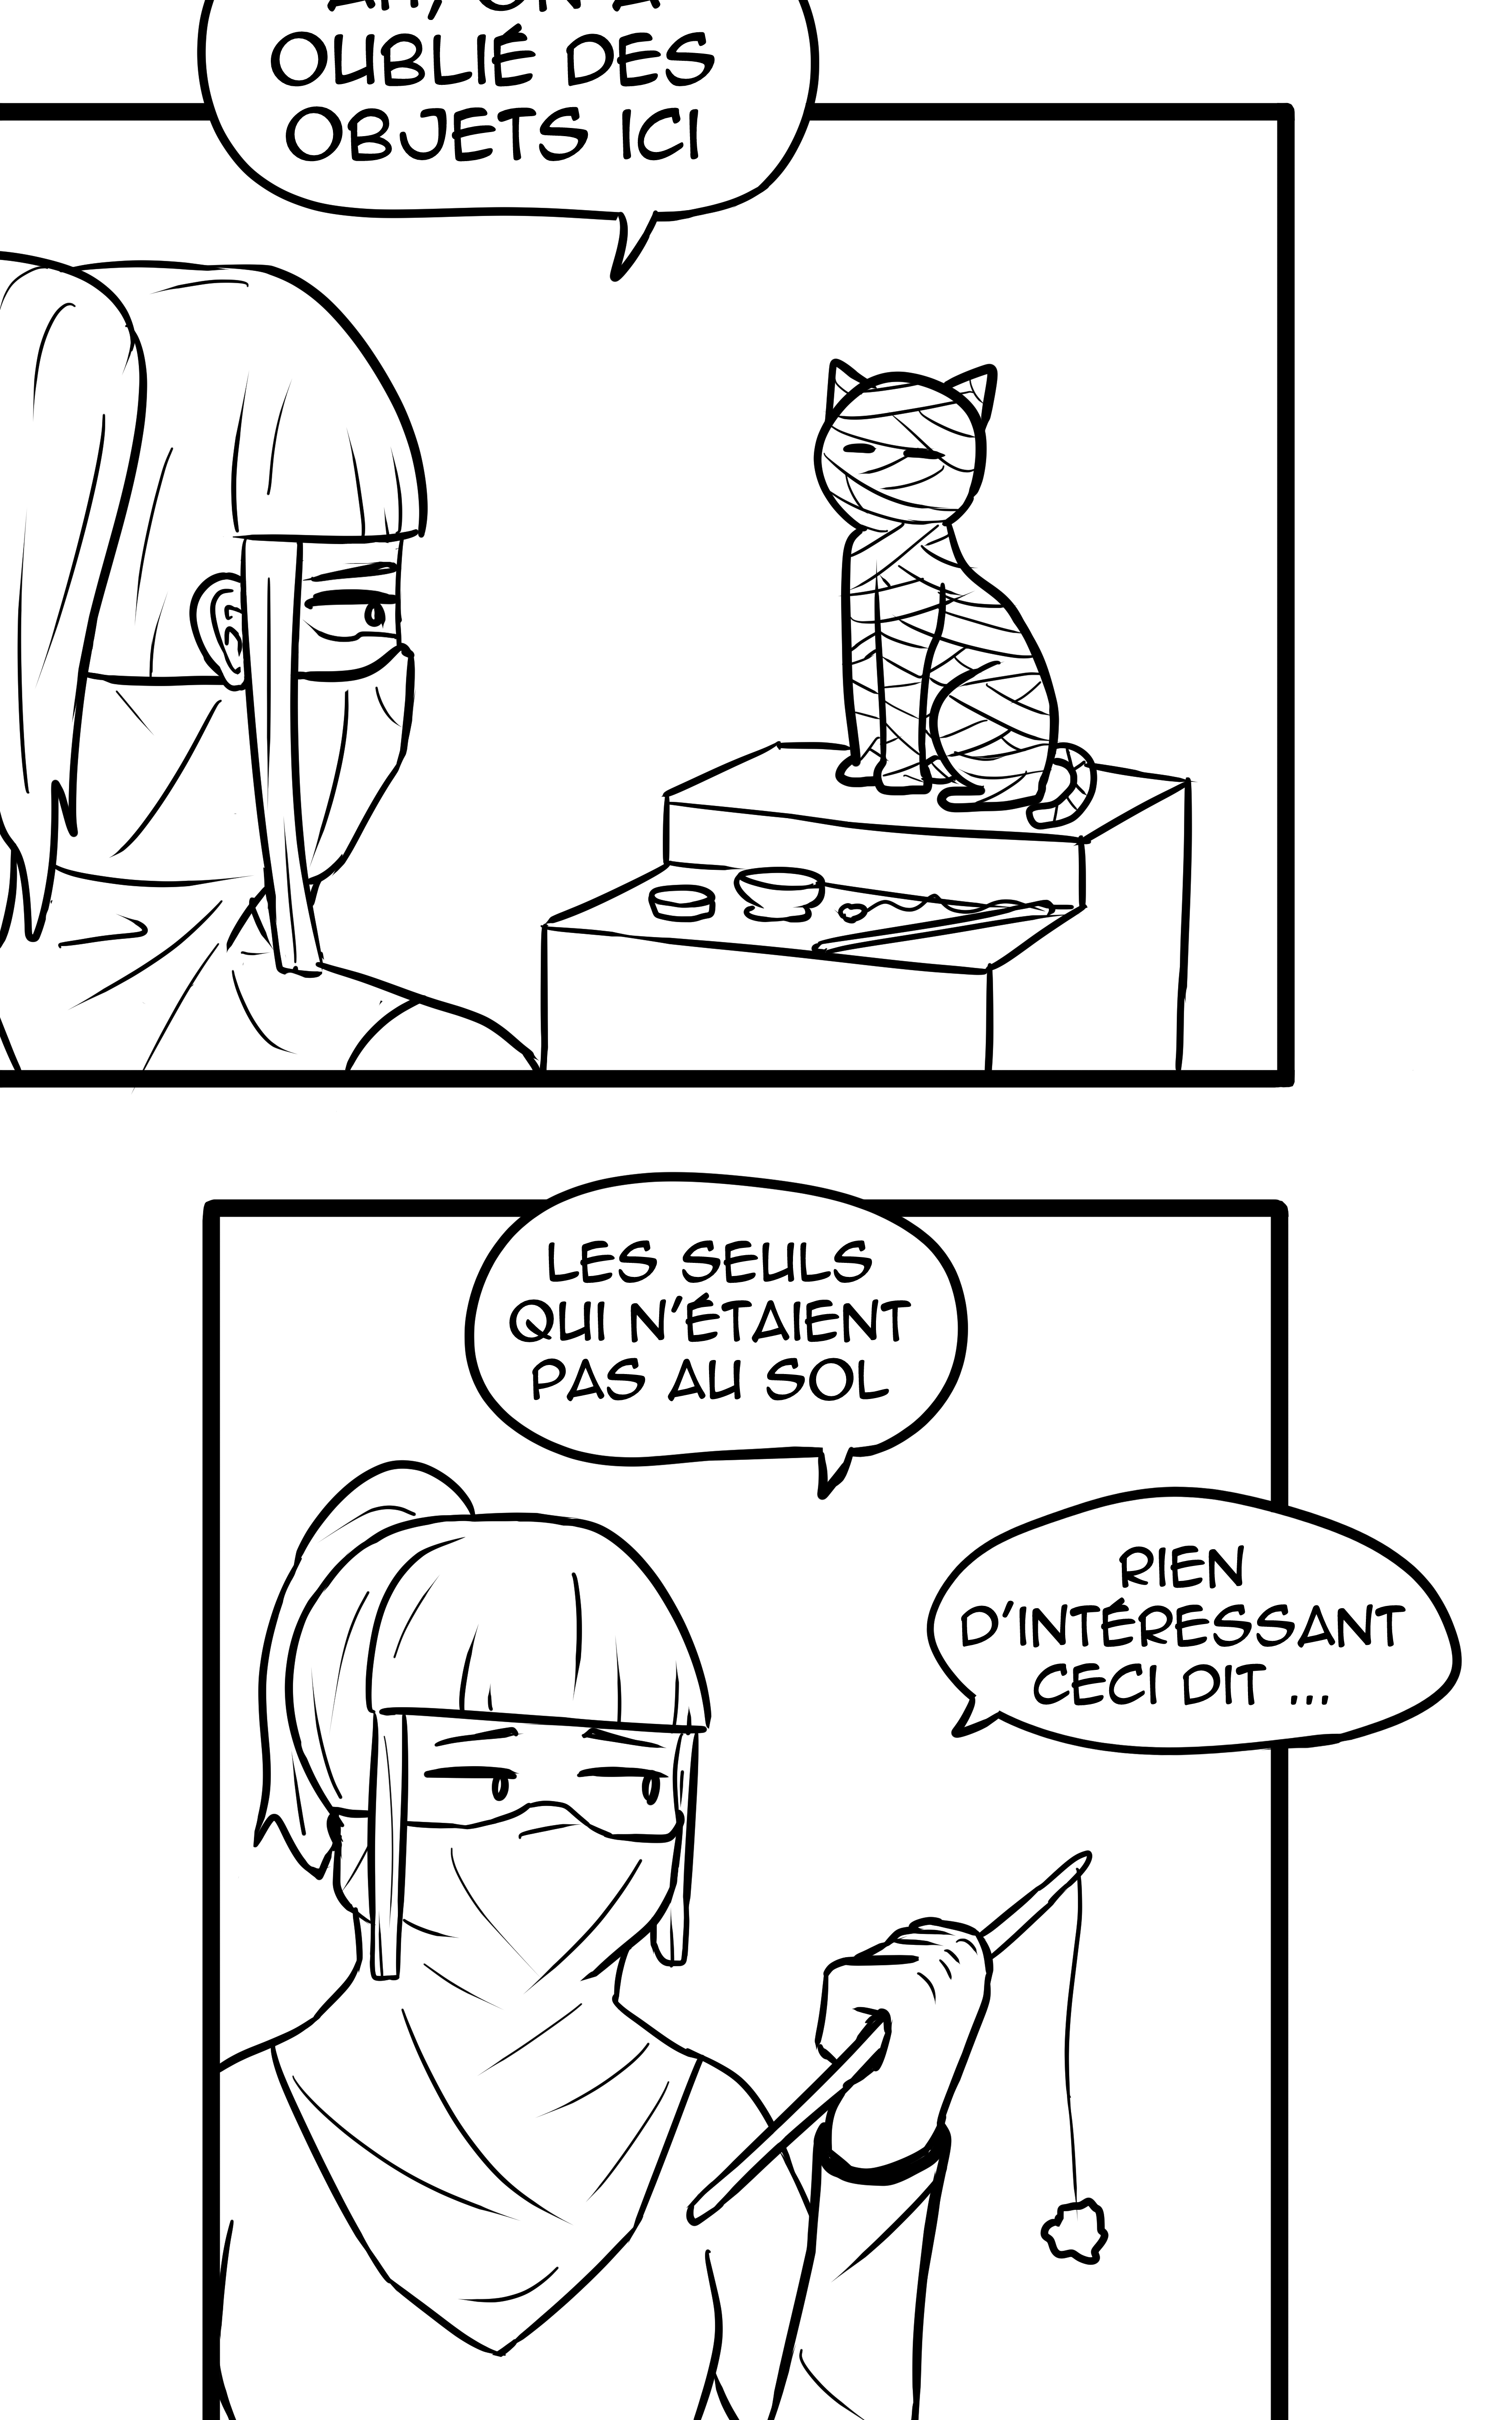 OUBLIÉ DES
OBJETS ICI
LES SEULS
QUI N'ÉTAIENT
PAS AU SOL
RIEN
D'INTÉRESSANT
CECI DIT ...